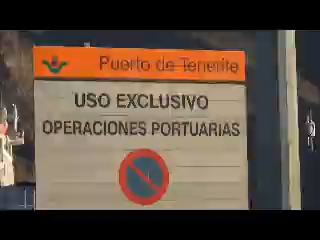 Puerto de Tenerife
USO EXCLUSIVO
OPERACIONES PORTUARIAS